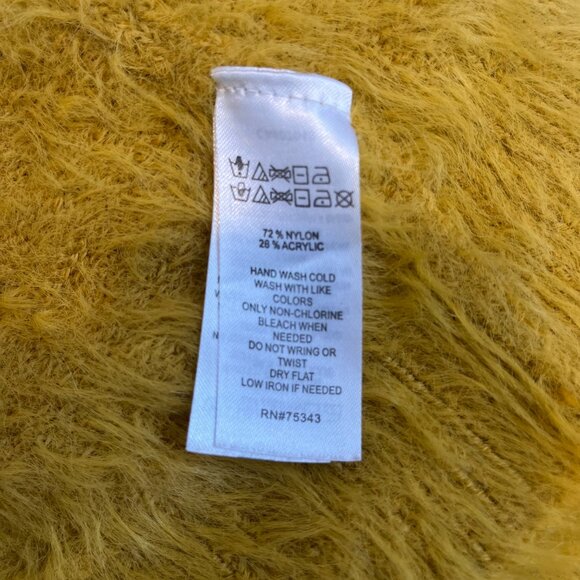 72 % NYLON
28 % ACRYLIC
HAND WASH COLD
WASH WITH LIKE
COLORS
ONLY NON-CHLORINE
BLEACH WHEN
NEEDED
DO NOT WRING OR
TWIST
DRY FLAT
LOW IRON IF NEEDED
RN#75343